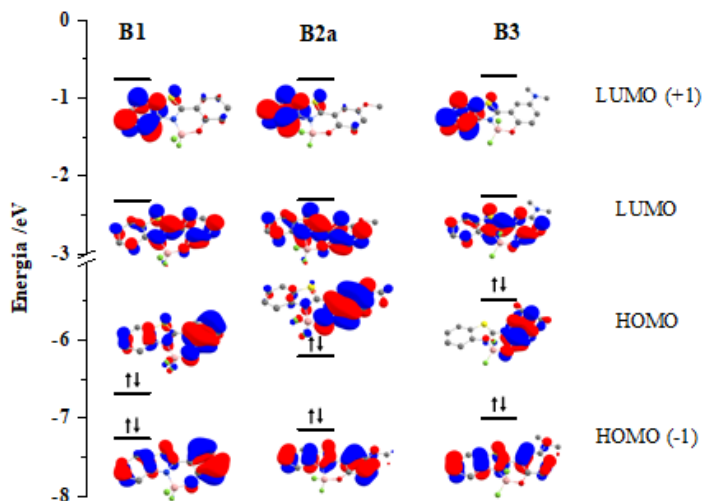 B1 B2a B3
0
-1
-2
-3
-6
-7
-8
Energia /eV
LUMO (+1)
LUMO
HOMO
HOMO (-1)